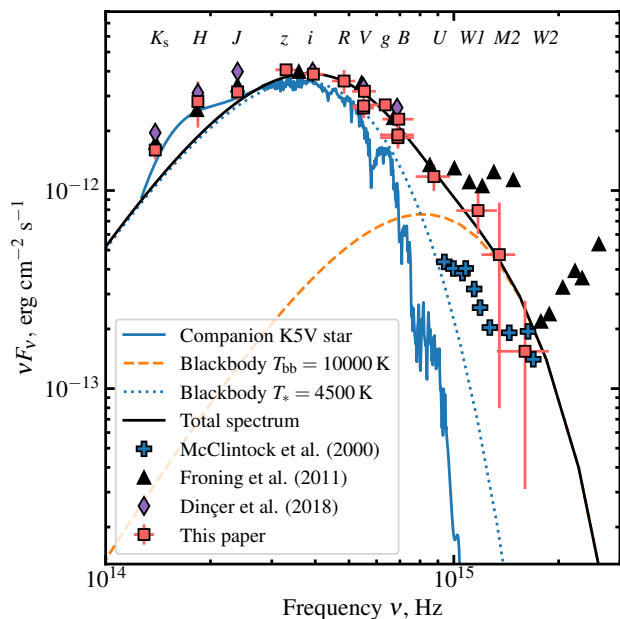 Ks H J z i R V g B U W1 M2 W2
νFν, erg cm−2 s−1
10−12
10−13
Companion K5V star
Blackbody Tbb = 10000 K
Blackbody T* = 4500 K
Total spectrum
McClintock et al. (2000)
Froning et al. (2011)
Dinçer et al. (2018)
This paper
10^14 10^15
Frequency ν, Hz